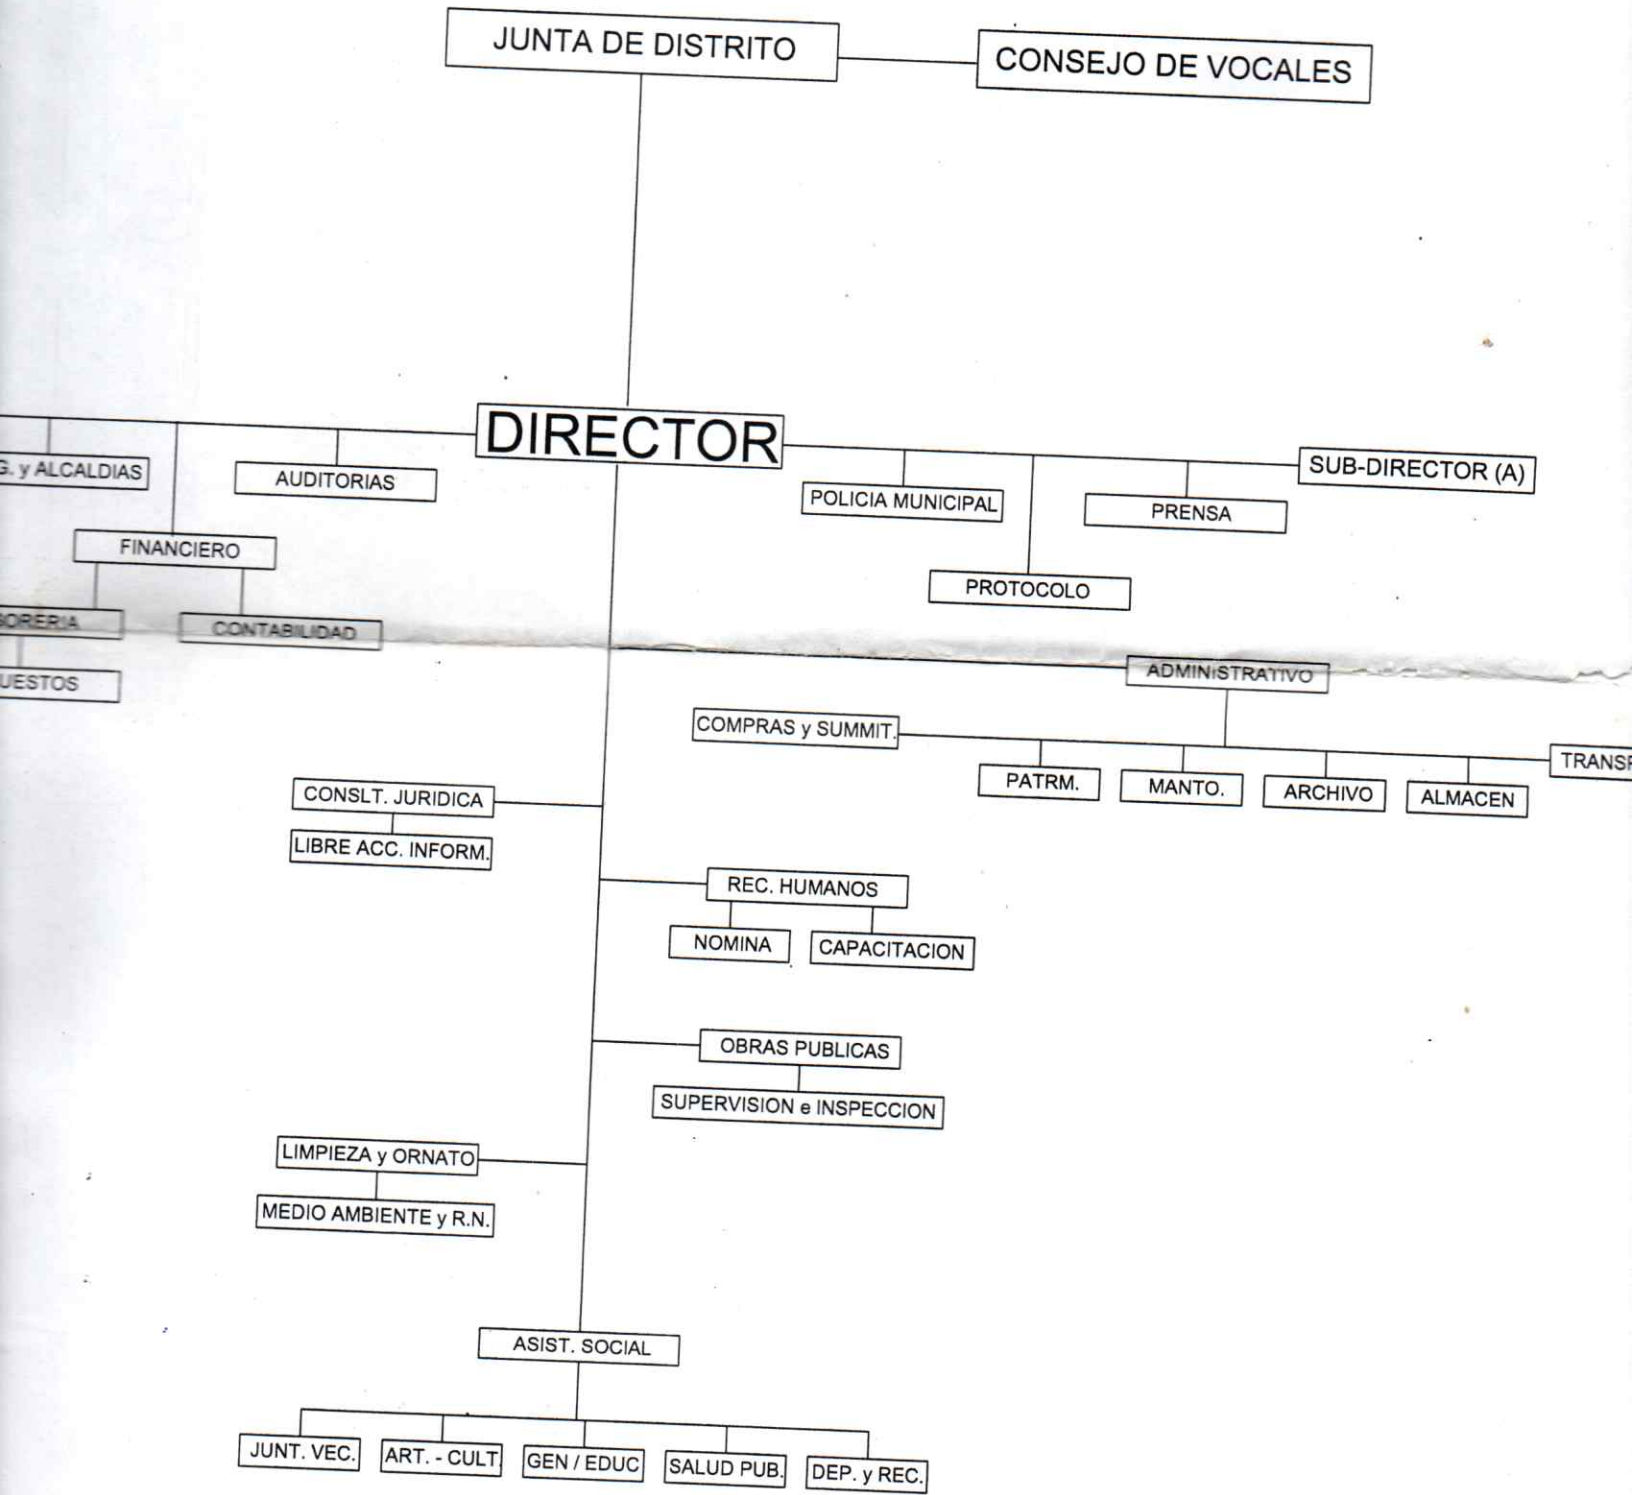 JUNTA DE DISTRITO
CONSEJO DE VOCALES
DIRECTOR
SUB-DIRECTOR (A)
G. y ALCALDIAS
AUDITORIAS
POLICIA MUNICIPAL
PRENSA
FINANCIERO
PROTOCOLO
SORERIA
CONTABILIDAD
UESTOS
ADMINISTRATIVO
COMPRAS y SUMMIT.
TRANSP
PATRM.
MANTO.
ARCHIVO
ALMACEN
CONSLT. JURIDICA
LIBRE ACC. INFORM.
REC. HUMANOS
NOMINA
CAPACITACION
OBRAS PUBLICAS
SUPERVISION e INSPECCION
LIMPIEZA y ORNATO
MEDIO AMBIENTE y R.N.
ASIST. SOCIAL
JUNT. VEC.
ART. - CULT
GEN / EDUC
SALUD PUB.
DEP. y REC.